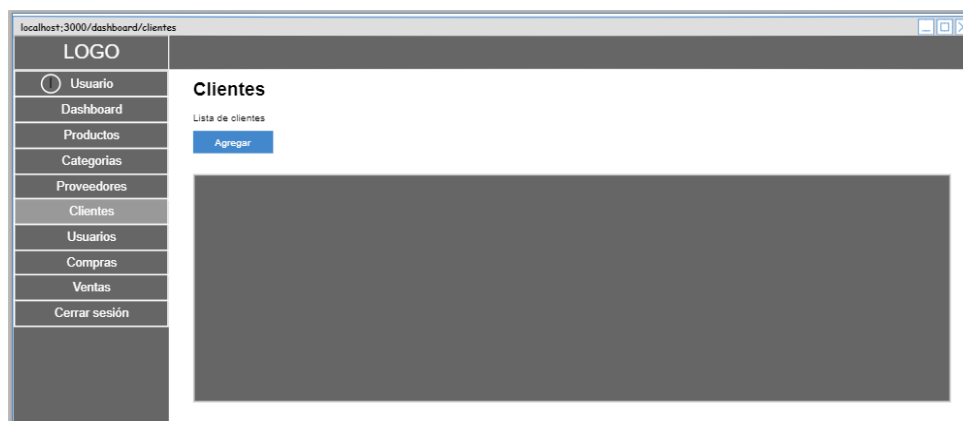 localhost:3000/dashboard/clientes
LOGO
Usuario
Dashboard
Productos
Categorias
Proveedores
Clientes
Usuarios
Compras
Ventas
Cerrar sesión
Clientes
Lista de clientes
Agregar